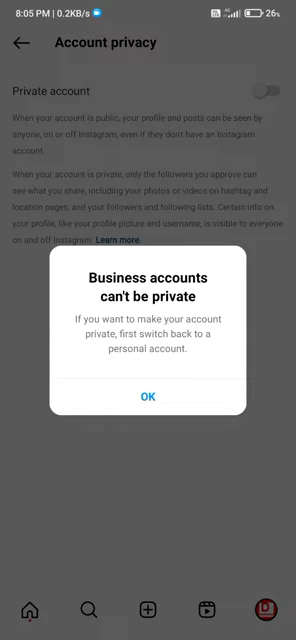 8:05 PM | 0.2KB/s
4G
26%
Account privacy
Private account
When your account is public, your profile and posts can be seen by
anyone, on or off Instagram, even if they don't have an Instagram
account.
When your account is private, only the followers you approve can
see what you share, including your photos or videos on hashtag and
location pages, and your followers and following lists. Certain info on
your profile, like your profile picture and username, is visible to everyone
on and off Instagram. Learn more.
Business accounts
can't be private
If you want to make your account
private, first switch back to a
personal account.
OK